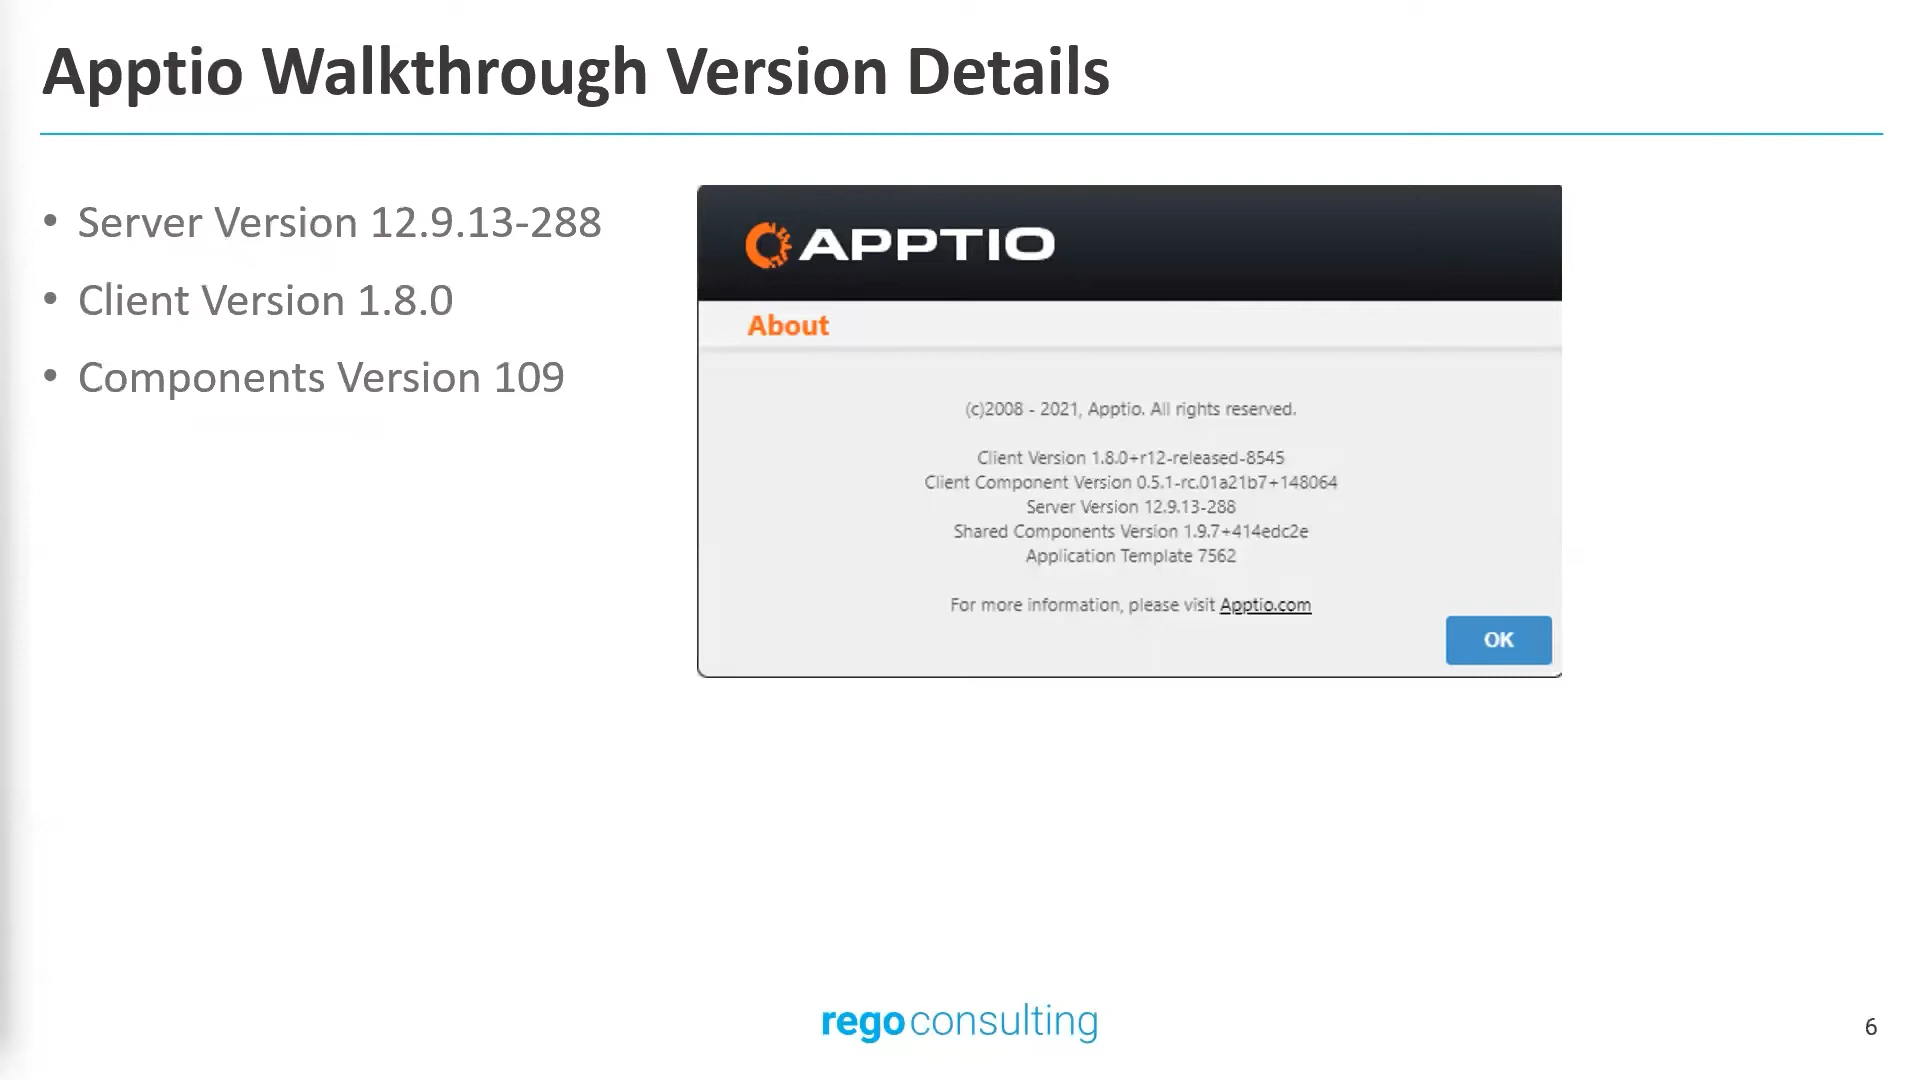 Apptio Walkthrough Version Details
• Server Version 12.9.13-288
• Client Version 1.8.0
• Components Version 109
APPTIO
About
(c)2008 - 2021, Apptio. All rights reserved.
Client Version 1.8.0+r12-released-8545
Client Component Version 0.5.1-rc.01a21b7+148064
Server Version 12.9.13-288
Shared Components Version 1.9.7+414edc2e
Application Template 7562
For more information, please visit Apptio.com
OK
rego consulting
6